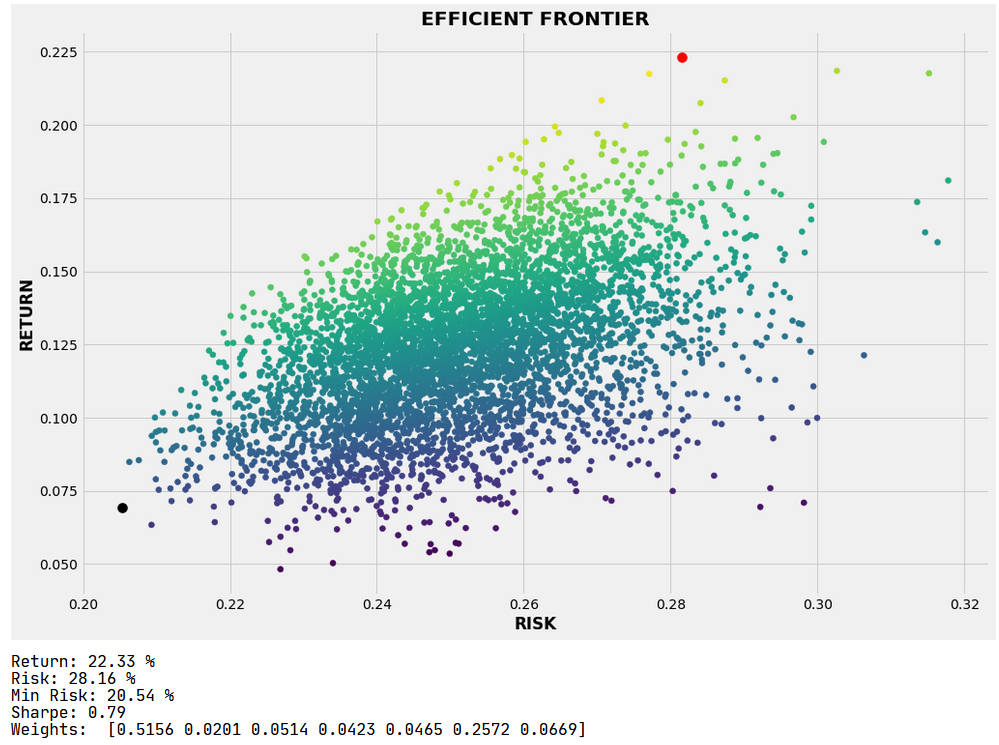 EFFICIENT FRONTIER
0.225
0.200
0.175
0.150
0.125
0.100
0.075
0.050
RETURN
0.20 0.22 0.24 0.26 0.28 0.30 0.32
RISK
Return: 22.33 %
Risk: 28.16 %
Min Risk: 20.54 %
Sharpe: 0.79
Weights:  [0.5156 0.0201 0.0514 0.0423 0.0465 0.2572 0.0669]